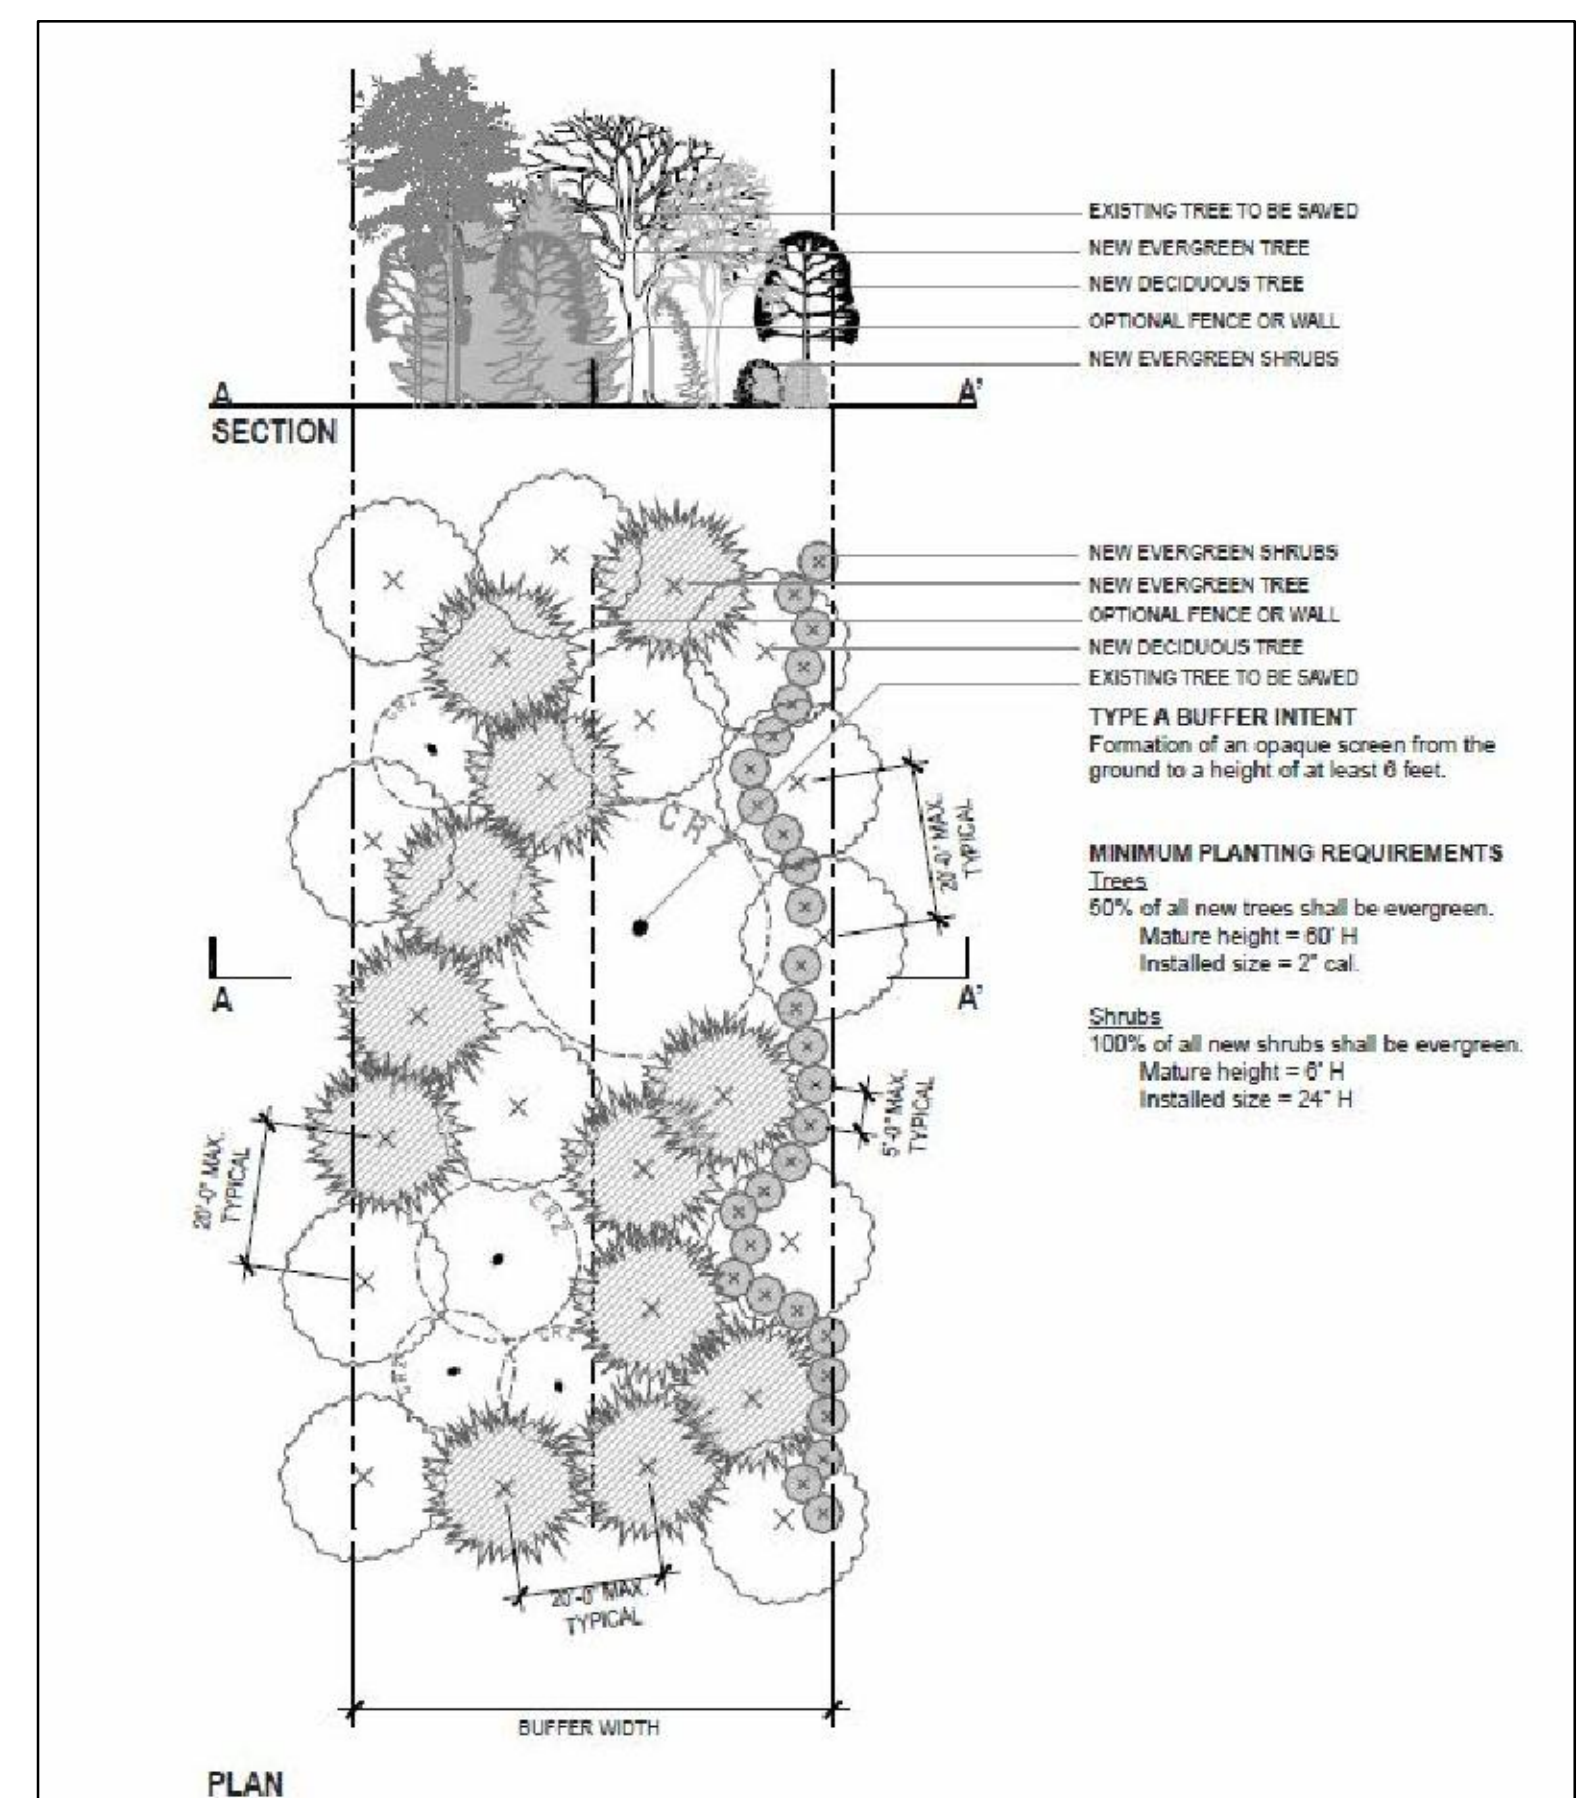 EXISTING TREE TO BE SAVED
NEW EVERGREEN TREE
NEW DECIDUOUS TREE
OPTIONAL FENCE OR WALL
NEW EVERGREEN SHRUBS
A A'
SECTION
NEW EVERGREEN SHRUBS
NEW EVERGREEN TREE
OPTIONAL FENCE OR WALL
NEW DECIDUOUS TREE
EXISTING TREE TO BE SAVED
TYPE A BUFFER INTENT
Formation of an opaque screen from the
ground to a height of at least 6 feet.
CRZ
20'-0" MAX.
TYPICAL
MINIMUM PLANTING REQUIREMENTS
Trees
50% of all new trees shall be evergreen.
Mature height = 60' H
Installed size = 2" cal.
A A'
Shrubs
100% of all new shrubs shall be evergreen.
Mature height = 6' H
Installed size = 24" H
5'-0" MAX.
TYPICAL
20'-0" MAX.
TYPICAL
CRZ
CRZ
20'-0" MAX.
TYPICAL
BUFFER WIDTH
PLAN